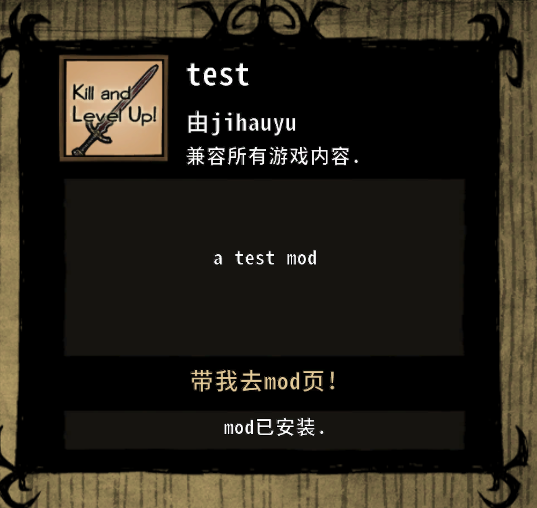 Kill and
Level Up!
test
由jihauyu
兼容所有游戏内容.
a test mod
带我去mod页!
mod已安装.